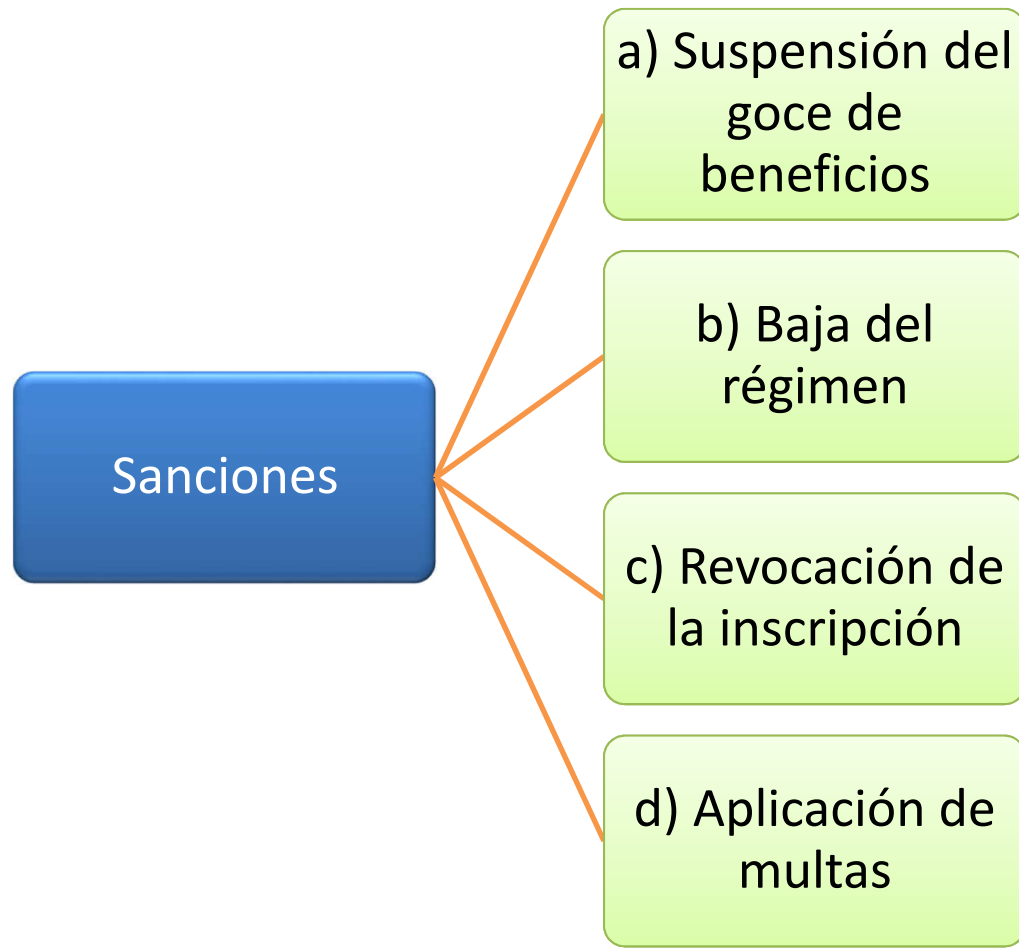 Sanciones
a) Suspensión del
goce de
beneficios
b) Baja del
régimen
c) Revocación de
la inscripción
d) Aplicación de
multas